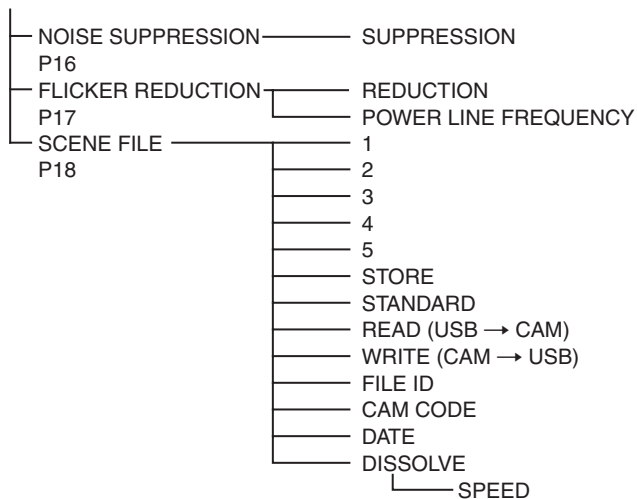 NOISE SUPPRESSION SUPPRESSION
P16
FLICKER REDUCTION REDUCTION
P17 POWER LINE FREQUENCY
SCENE FILE 1
P18 2
3
4
5
STORE
STANDARD
READ (USB → CAM)
WRITE (CAM → USB)
FILE ID
CAM CODE
DATE
DISSOLVE
SPEED